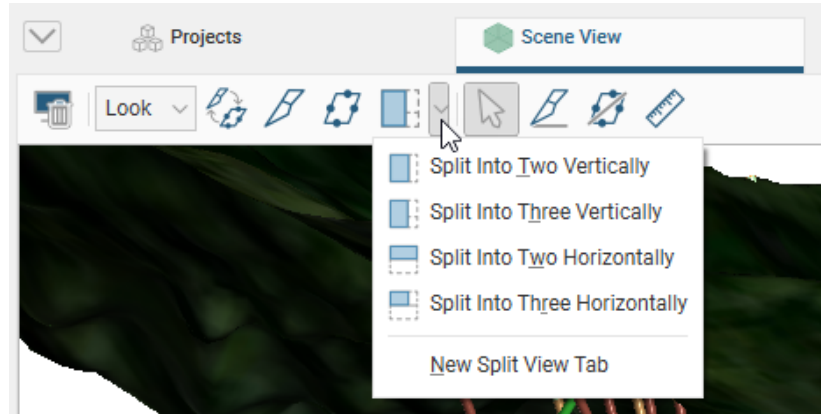 Projects
Scene View
Look
Split Into Two Vertically
Split Into Three Vertically
Split Into Two Horizontally
Split Into Three Horizontally
New Split View Tab